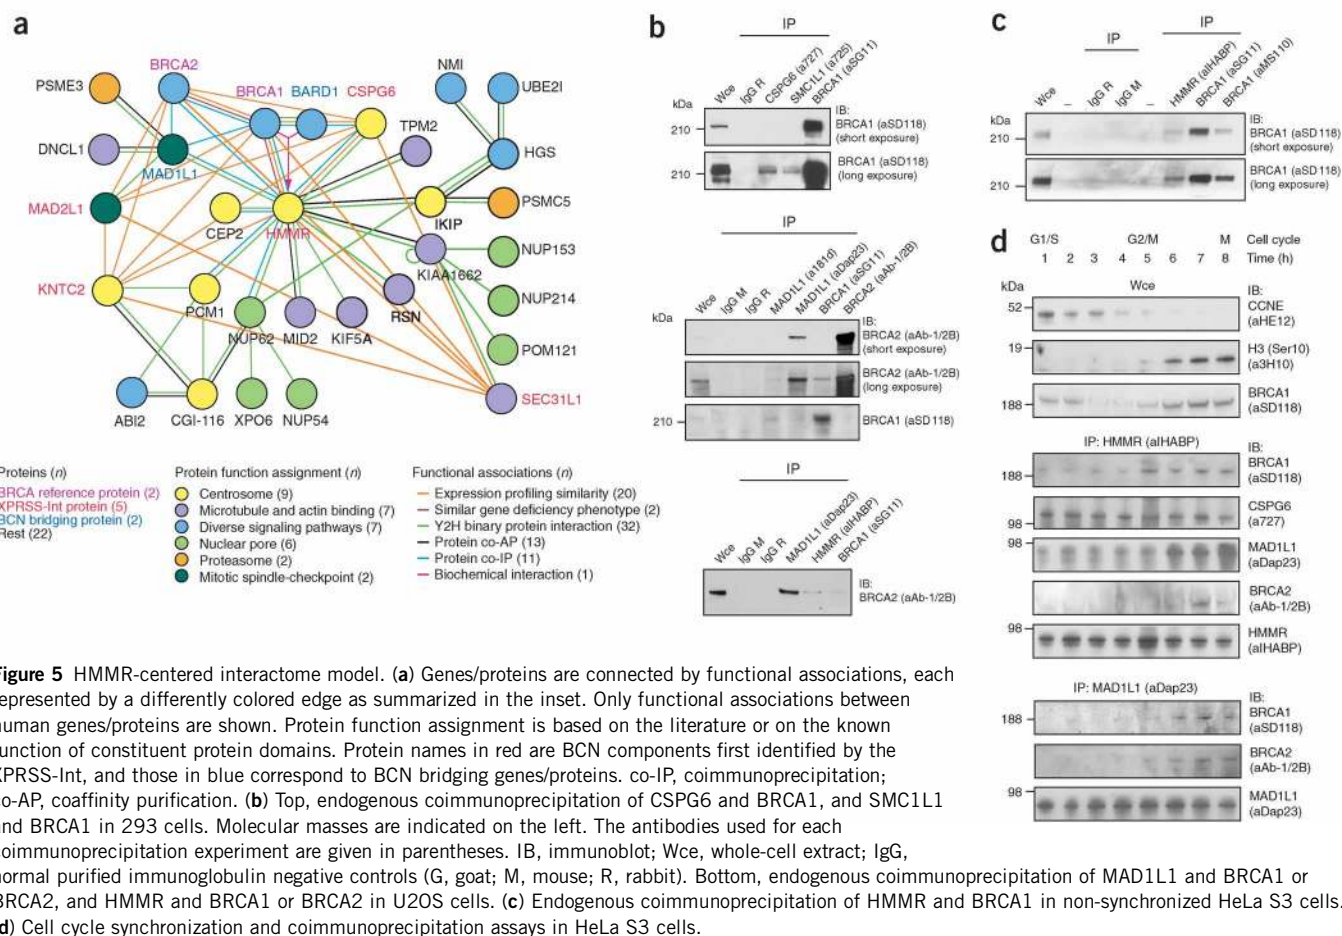 a
BRCA2
PSME3
BRCA1 BARD1 CSPG6
NMI
UBE2I
TPM2
DNCL1
MAD1L1
HGS
MAD2L1
CEP2
HMMR
IKIP
PSMC5
KIAA1662
NUP153
KNTC2
PCM1
NUP62
MID2
KIF5A
RSN
NUP214
POM121
SEC31L1
ABI2
CGI-116
XPO6
NUP54
Proteins (n)
BRCA reference protein (2)
XPRSS-Int protein (5)
BCN bridging protein (2)
Rest (22)
Protein function assignment (n)
Centrosome (9)
Microtubule and actin binding (7)
Diverse signaling pathways (7)
Nuclear pore (6)
Proteasome (2)
Mitotic spindle-checkpoint (2)
Functional associations (n)
Expression profiling similarity (20)
Similar gene deficiency phenotype (2)
Y2H binary protein interaction (32)
Protein co-AP (13)
Protein co-IP (11)
Biochemical interaction (1)
b
IP
Wce
IgG R
CSPG6 (a727)
SMC1L1 (a725)
BRCA1 (aSG11)
kDa
210
IB:
BRCA1 (aSD118)
(short exposure)
210
BRCA1 (aSD118)
(long exposure)
IP
Wce
IgG M
IgG R
MAD1L1 (a181d)
MAD1L1 (aDap23)
BRCA1 (aSG11)
BRCA2 (aAb-1/2B)
kDa
IB:
BRCA2 (aAb-1/2B)
(short exposure)
BRCA2 (aAb-1/2B)
(long exposure)
210
BRCA1 (aSD118)
IP
Wce
IgG M
IgG R
MAD1L1 (aDap23)
HMMR (aIHABP)
BRCA1 (aSG11)
IB:
BRCA2 (aAb-1/2B)
c
IP
IP
Wce
–
IgG R
IgG M
–
HMMR (aIHABP)
BRCA1 (aSG11)
BRCA1 (aMS110)
kDa
210
IB:
BRCA1 (aSD118)
(short exposure)
210
BRCA1 (aSD118)
(long exposure)
d
G1/S G2/M M Cell cycle
1 2 3 4 5 6 7 8 Time (h)
kDa
Wce
IB:
52
CCNE
(aHE12)
19
H3 (Ser10)
(a3H10)
188
BRCA1
(aSD118)
IP: HMMR (aIHABP)
IB:
188
BRCA1
(aSD118)
98
CSPG6
(a727)
98
MAD1L1
(aDap23)
BRCA2
(aAb-1/2B)
98
HMMR
(aIHABP)
IP: MAD1L1 (aDap23)
IB:
188
BRCA1
(aSD118)
BRCA2
(aAb-1/2B)
98
MAD1L1
(aDap23)
Figure 5 HMMR-centered interactome model. (a) Genes/proteins are connected by functional associations, each
represented by a differently colored edge as summarized in the inset. Only functional associations between
human genes/proteins are shown. Protein function assignment is based on the literature or on the known
function of constituent protein domains. Protein names in red are BCN components first identified by the
XPRSS-Int, and those in blue correspond to BCN bridging genes/proteins. co-IP, coimmunoprecipitation;
co-AP, coaffinity purification. (b) Top, endogenous coimmunoprecipitation of CSPG6 and BRCA1, and SMC1L1
and BRCA1 in 293 cells. Molecular masses are indicated on the left. The antibodies used for each
coimmunoprecipitation experiment are given in parentheses. IB, immunoblot; Wce, whole-cell extract; IgG,
normal purified immunoglobulin negative controls (G, goat; M, mouse; R, rabbit). Bottom, endogenous coimmunoprecipitation of MAD1L1 and BRCA1 or
BRCA2, and HMMR and BRCA1 or BRCA2 in U2OS cells. (c) Endogenous coimmunoprecipitation of HMMR and BRCA1 in non-synchronized HeLa S3 cells.
(d) Cell cycle synchronization and coimmunoprecipitation assays in HeLa S3 cells.